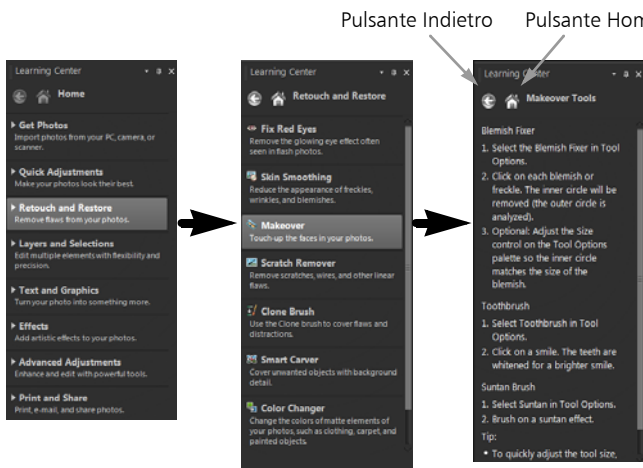 Pulsante Indietro
Pulsante Hom
Learning Center
Home
Get Photos
Import photos from your PC, camera, or
scanner.
Quick Adjustments
Make your photos look their best.
Retouch and Restore
Remove flaws from your photos.
Layers and Selections
Edit multiple elements with flexibility and
precision.
Text and Graphics
Turn your photo into something more.
Effects
Add artistic effects to your photos.
Advanced Adjustments
Enhance and edit with powerful tools.
Print and Share
Print, e-mail, and share photos.
Learning Center
Retouch and Restore
Fix Red Eyes
Remove the glowing eye effect often
seen in flash photos.
Skin Smoothing
Reduce the appearance of freckles,
wrinkles, and blemishes.
Makeover
Touch-up the faces in your photos.
Scratch Remover
Remove scratches, wires, and other linear
flaws.
Clone Brush
Use the Clone brush to cover flaws and
distractions.
Smart Carver
Cover unwanted objects with background
detail.
Color Changer
Change the colors of matte elements of
your photos, such as clothing, carpet, and
painted objects.
Learning Center
Makeover Tools
Blemish Fixer
1. Select the Blemish Fixer in Tool
Options.
2. Click on each blemish or
freckle. The inner circle will be
removed (the outer circle is
analyzed).
3. Optional: Adjust the Size
control on the Tool Options
palette so the inner circle
matches the size of the
blemish.
Toothbrush
1. Select Toothbrush in Tool
Options.
2. Click on a smile. The teeth are
whitened for a brighter smile.
Suntan Brush
1. Select Suntan in Tool Options.
2. Brush on a suntan effect.
Tip:
• To quickly adjust the tool size,